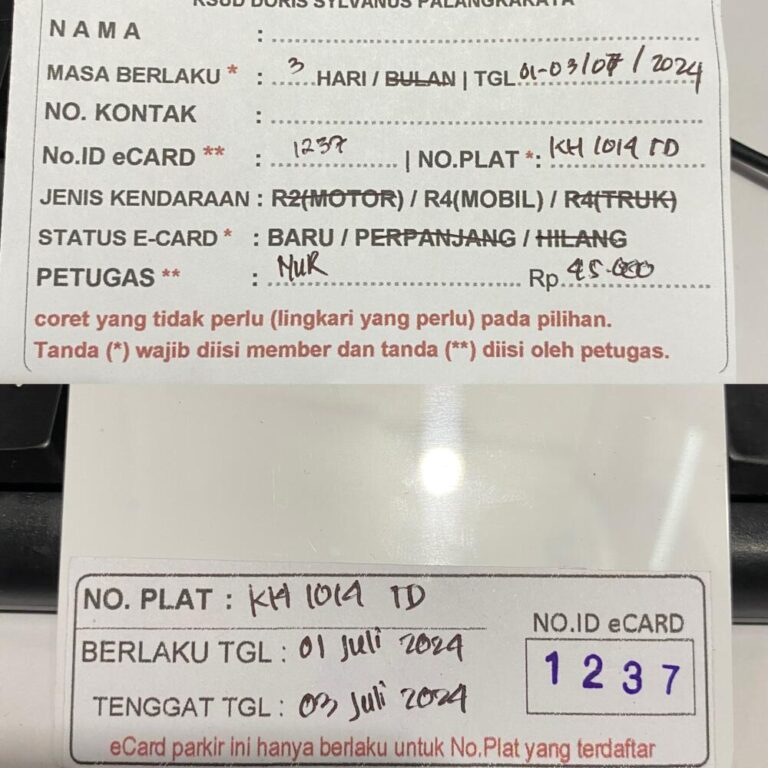 RSUD DORIS SYLVANUS PALANGKARAYA
NAMA :
MASA BERLAKU * : 3 HARI / BULAN | TGL 01-03/07/2024
NO. KONTAK :
No.ID eCARD ** : 1237 | NO.PLAT *: KH 1014 TD
JENIS KENDARAAN : R2(MOTOR) / R4(MOBIL) / R4(TRUK)
STATUS E-CARD * : BARU / PERPANJANG / HILANG
PETUGAS ** : NUR Rp 45.000
coret yang tidak perlu (lingkari yang perlu) pada pilihan.
Tanda (*) wajib diisi member dan tanda (**) diisi oleh petugas.
NO. PLAT : KH 1014 TD
BERLAKU TGL : 01 Juli 2024
TENGGAT TGL : 03 Juli 2024
NO.ID eCARD
1237
eCard parkir ini hanya berlaku untuk No.Plat yang terdaftar